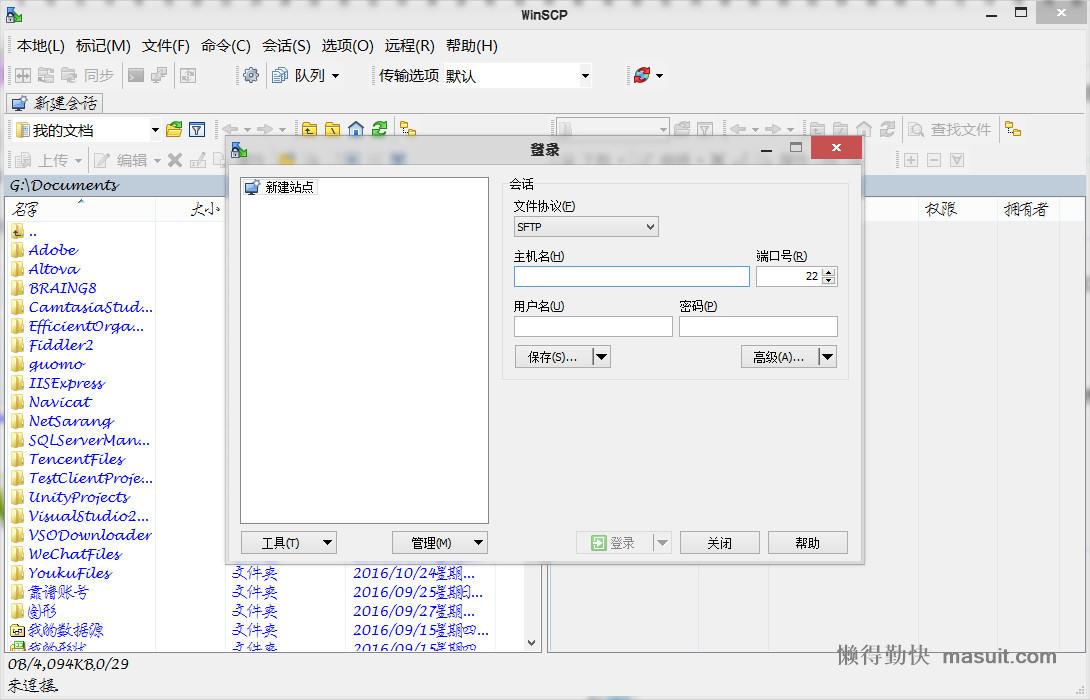 WinSCP
本地(L) 标记(M) 文件(F) 命令(C) 会话(S) 选项(O) 远程(R) 帮助(H)
同步 队列 传输选项 默认
新建会话
我的文档 查找文件
上传 编辑
G:\Documents
名字 大小 权限 拥有者
..
Adobe
Altova
BRAING8
CamtasiaStud...
EfficientOrga...
Fiddler2
guomo
IISExpress
Navicat
NetSarang
SQLServerMan...
TencentFiles
TestClientProje...
UnityProjects
VisualStudio2...
VSODownloader
WeChatFiles
YoukuFiles 文件夹 2016/10/24星期...
靠谱账号 文件夹 2016/09/25星期日...
图形 文件夹 2016/09/27星期...
我的数据源 文件夹 2016/09/15星期四...
我的形状 文件夹 2016/09/15星期四...
0B/4,094KB,0/29
未连接.
登录
新建站点
会话
文件协议(F)
SFTP
主机名(H) 端口号(R)
22
用户名(U) 密码(P)
保存(S)... 高级(A)...
工具(T) 管理(M) 登录 关闭 帮助
懒得勤快 masuit.com